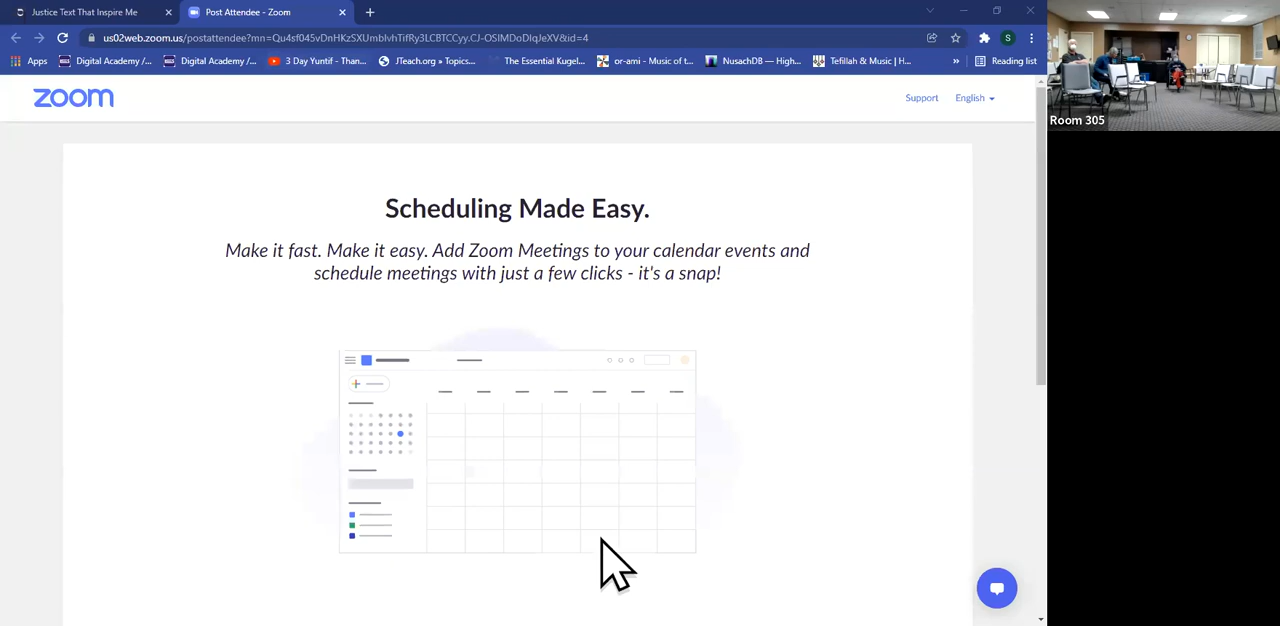 Justice Text That Inspire Me
Post Attendee - Zoom
us02web.zoom.us/postattendee?mn=Qu4sf045vDnHKzSXUmbIvhTifRy3LCBTCCyy.CJ-OSIMDoDIqJeXV&id=4
S
Apps
Digital Academy /...
Digital Academy /...
3 Day Yuntif - Than...
JTeach.org » Topics...
The Essential Kugel...
or-ami - Music of t...
NusachDB — High...
Tefillah & Music | H...
»
Reading list
zoom
Support
English
Scheduling Made Easy.
Make it fast. Make it easy. Add Zoom Meetings to your calendar events and
schedule meetings with just a few clicks - it's a snap!
Room 305